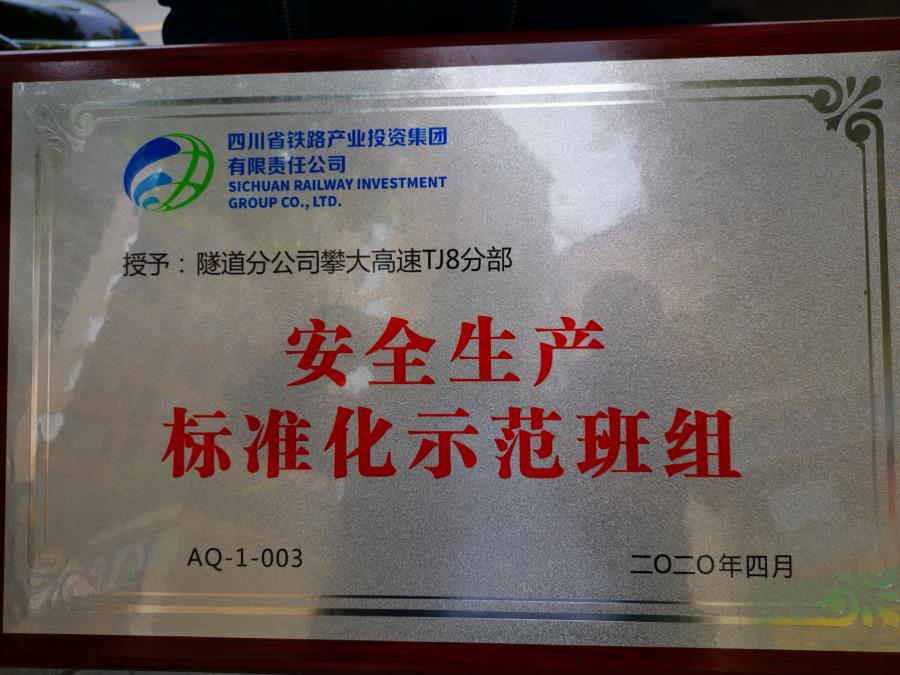 四川省铁路产业投资集团
有限责任公司
SICHUAN RAILWAY INVESTMENT
GROUP CO., LTD.
授予：隧道分公司攀大高速TJ8分部
安全生产
标准化示范班组
AQ-1-003
二〇二〇年四月